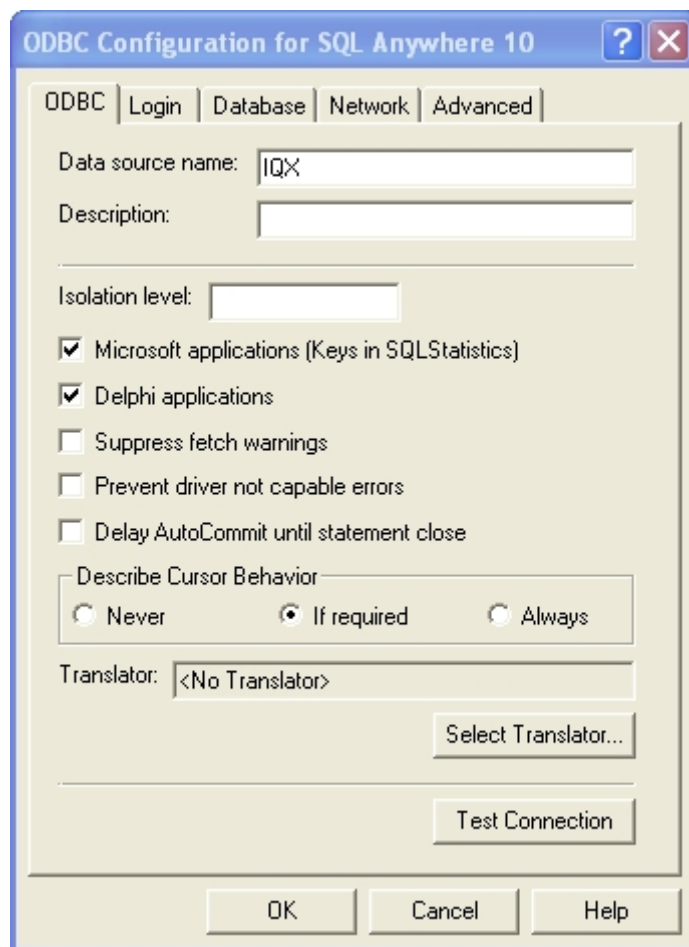 ODBC Configuration for SQL Anywhere 10
ODBC Login Database Network Advanced
Data source name: IQX
Description:
Isolation level:
Microsoft applications (Keys in SQLStatistics)
Delphi applications
Suppress fetch warnings
Prevent driver not capable errors
Delay AutoCommit until statement close
Describe Cursor Behavior
Never If required Always
Translator: <No Translator>
Select Translator...
Test Connection
OK Cancel Help